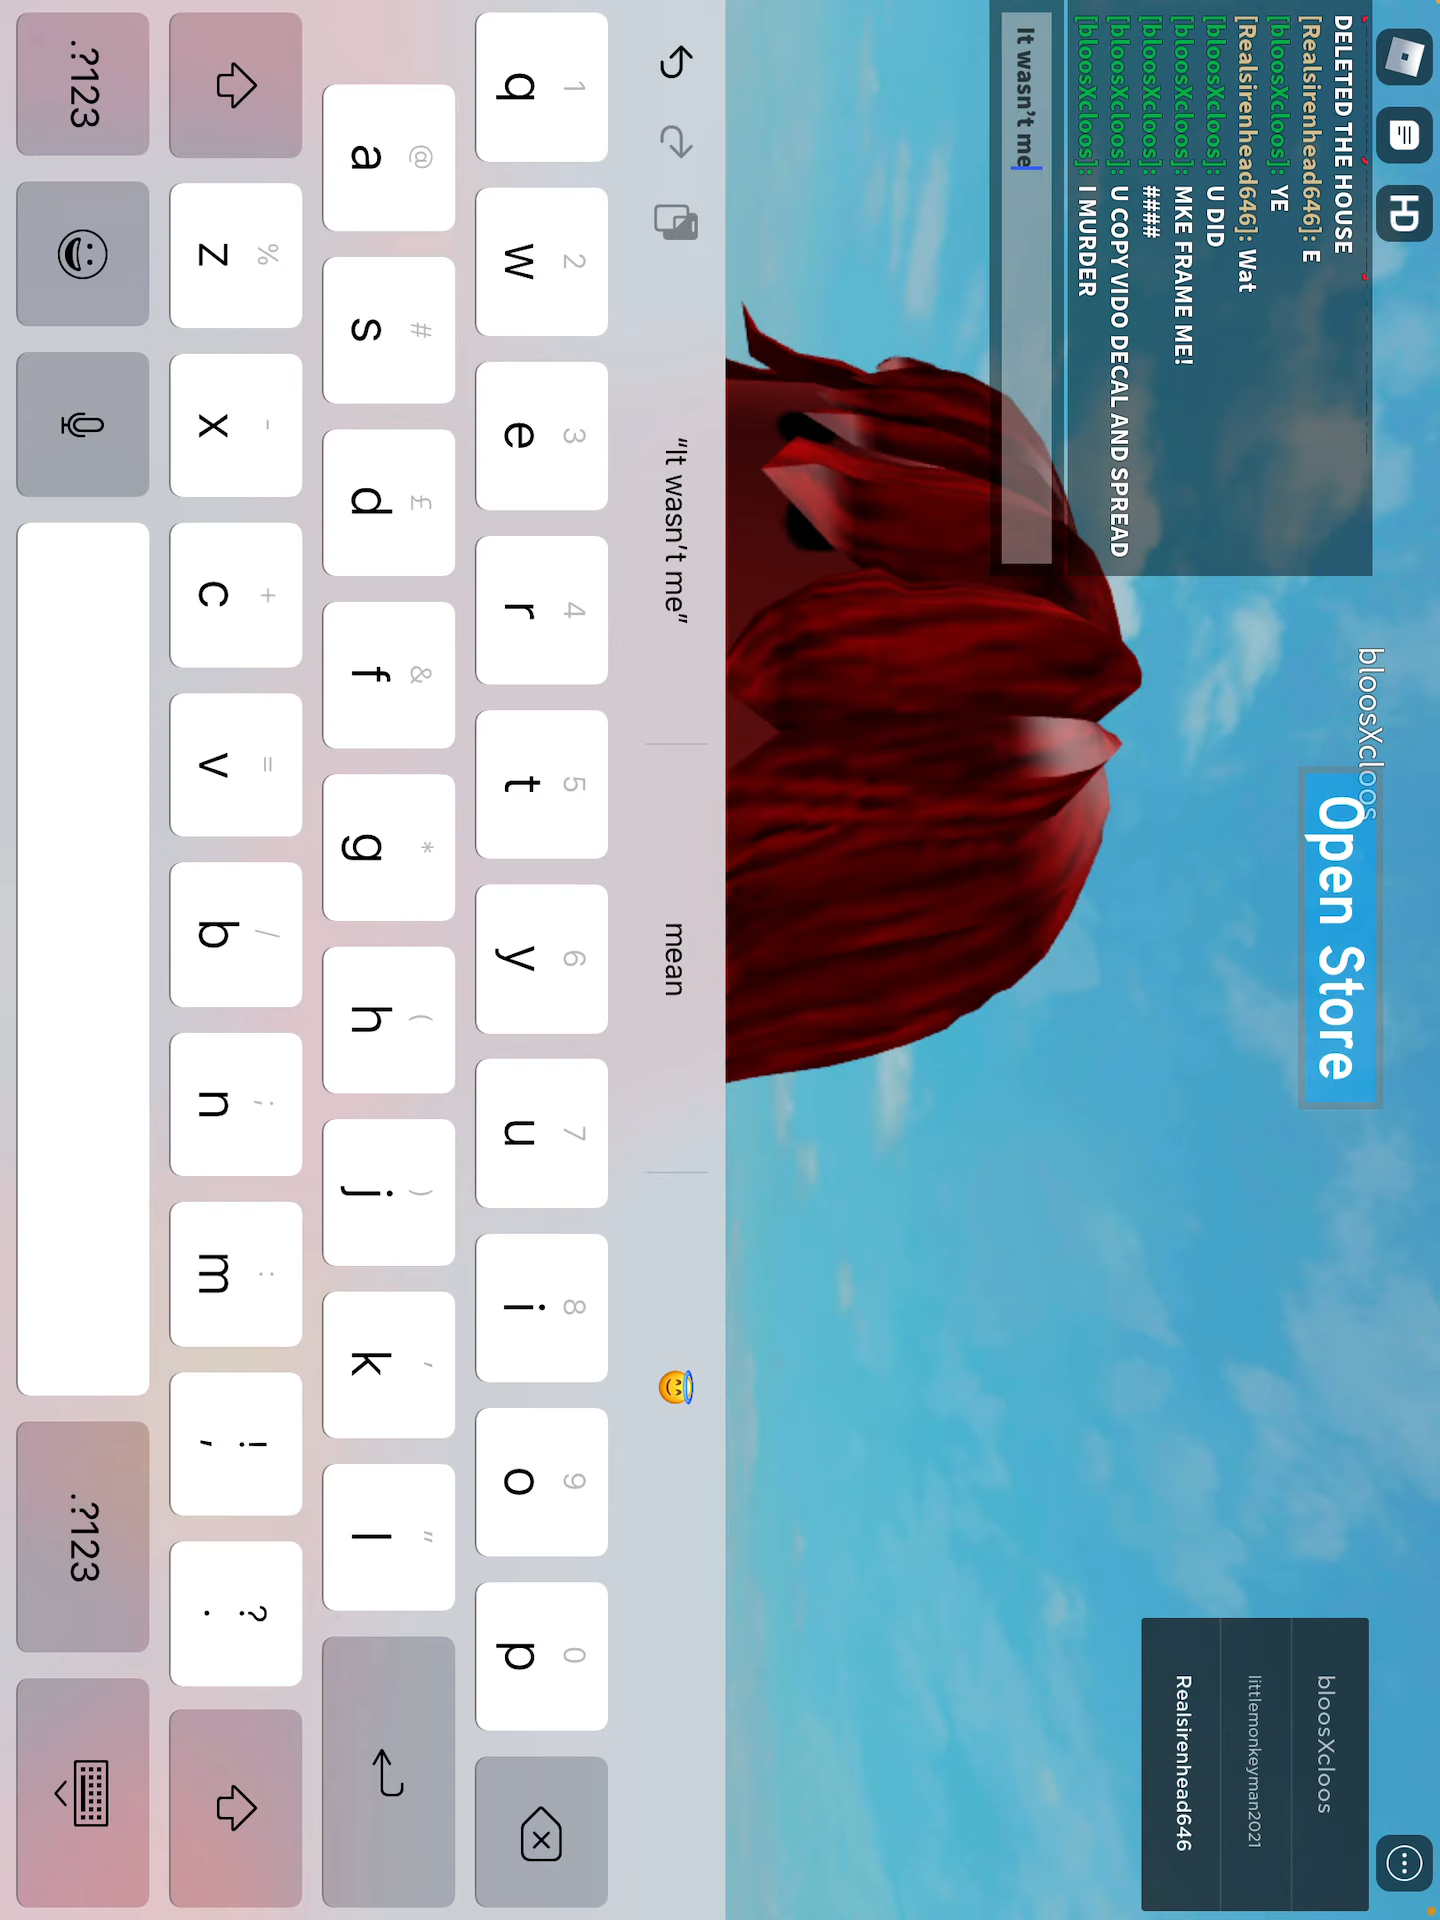 HD
DELETED THE HOUSE
[Realsirenhead646]: E
[bloosXcloos]: YE
[Realsirenhead646]: Wat
[bloosXcloos]: U DID
[bloosXcloos]: MKE FRAME ME!
[bloosXcloos]: ####
[bloosXcloos]: U COPY VIDO DECAL AND SPREAD
[bloosXcloos]: I MURDER
It wasn't me
bloosXcloos
Open Store
bloosXcloos
littlemonkeyman2021
Realsirenhead646
"It wasn't me"
mean
1 2 3 4 5 6 7 8 9 0
q w e r t y u i o p
@ # £ & * ( ) ' "
a s d f g h j k l
% - + = / ; : ! ?
z x c v b n m , .
.?123
.?123